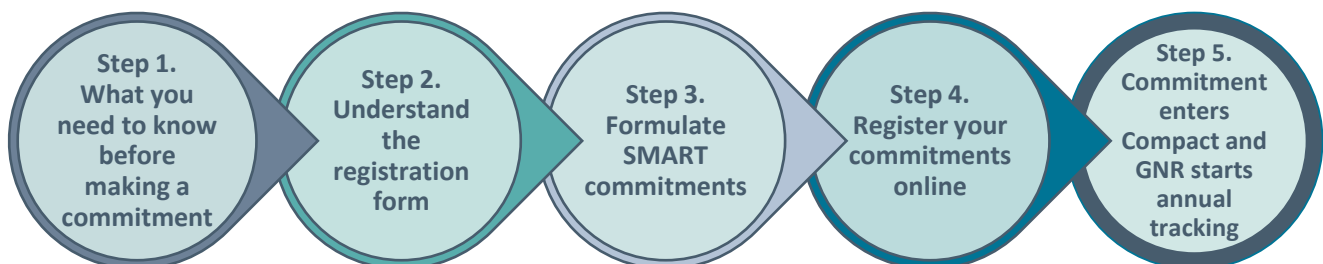 Step 1.
What you
need to know
before
making a
commitment
Step 2.
Understand
the
registration
form
Step 3.
Formulate
SMART
commitments
Step 4.
Register your
commitments
online
Step 5.
Commitment
enters
Compact and
GNR starts
annual
tracking